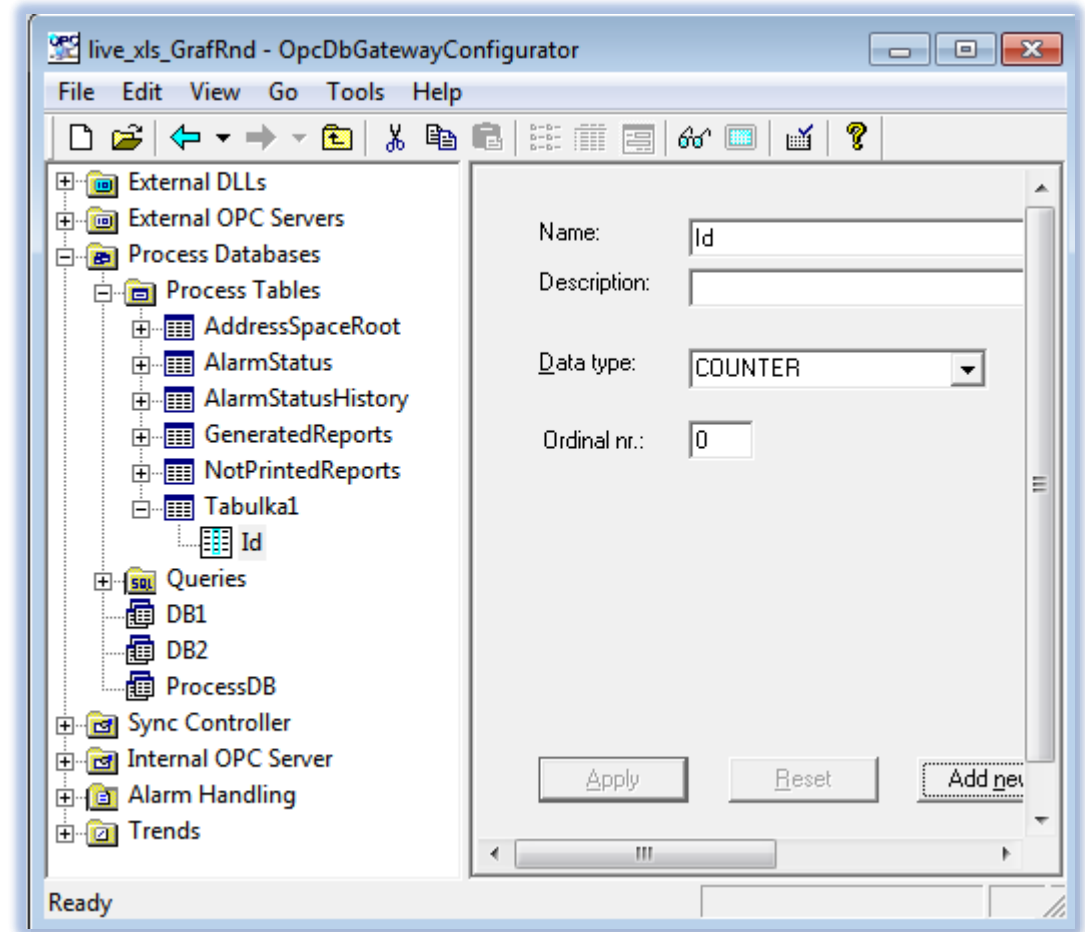 live_xls_GrafRnd - OpcDbGatewayConfigurator
File Edit View Go Tools Help
External DLLs
External OPC Servers
Process Databases
Process Tables
AddressSpaceRoot
AlarmStatus
AlarmStatusHistory
GeneratedReports
NotPrintedReports
Tabulka1
Id
Queries
DB1
DB2
ProcessDB
Sync Controller
Internal OPC Server
Alarm Handling
Trends
Name: Id
Description:
Data type: COUNTER
Ordinal nr.: 0
Apply Reset Add
Ready